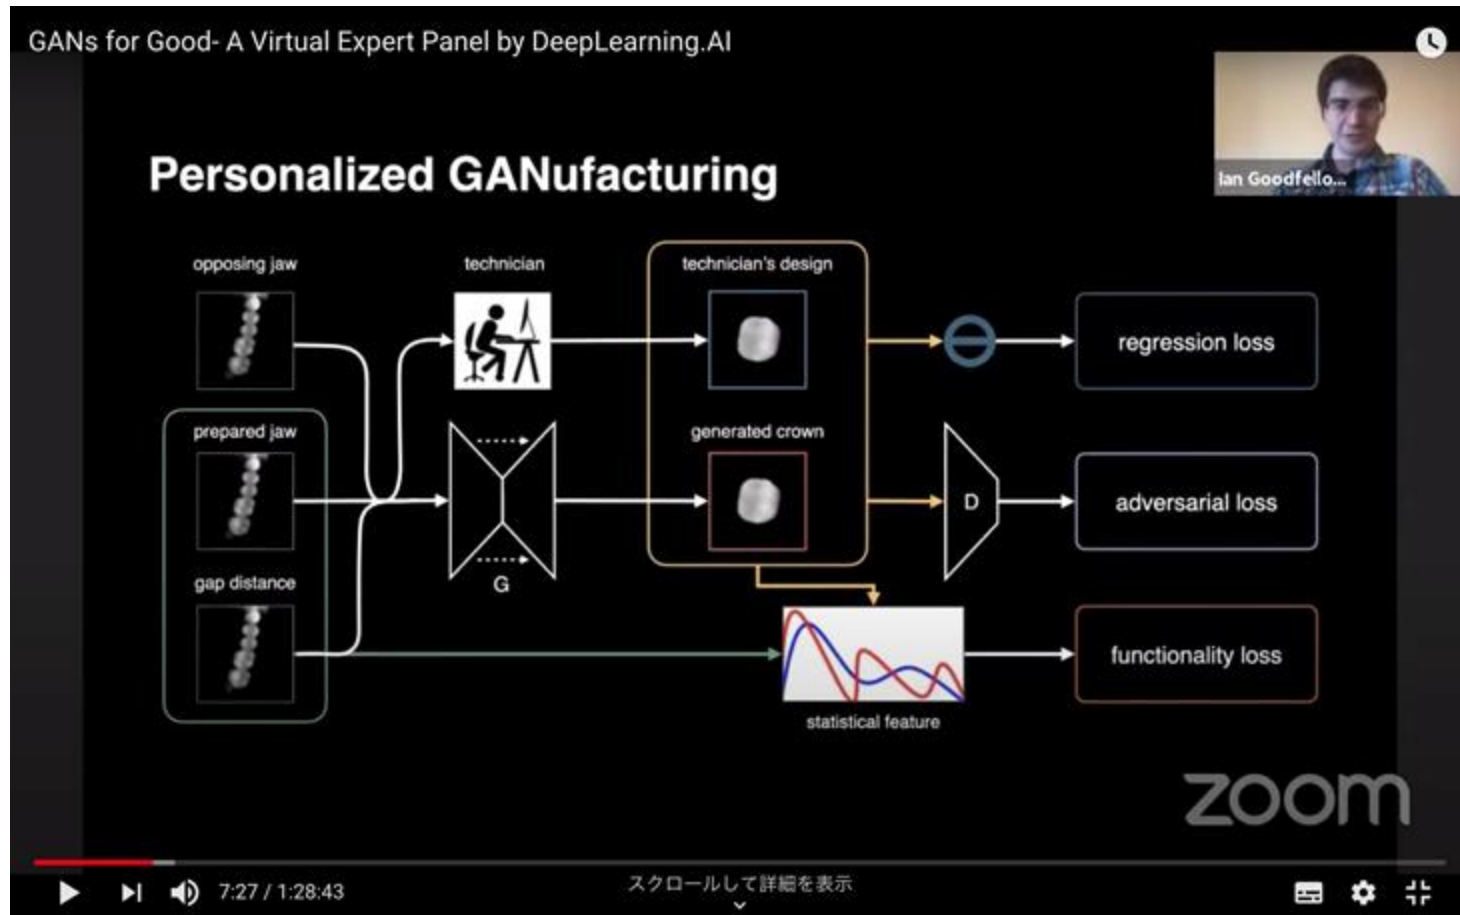 GANs for Good- A Virtual Expert Panel by DeepLearning.AI
Ian Goodfello...
Personalized GANufacturing
opposing jaw
technician
technician's design
regression loss
prepared jaw
generated crown
G
D
adversarial loss
gap distance
functionality loss
statistical feature
zoom
7:27 / 1:28:43
スクロールして詳細を表示